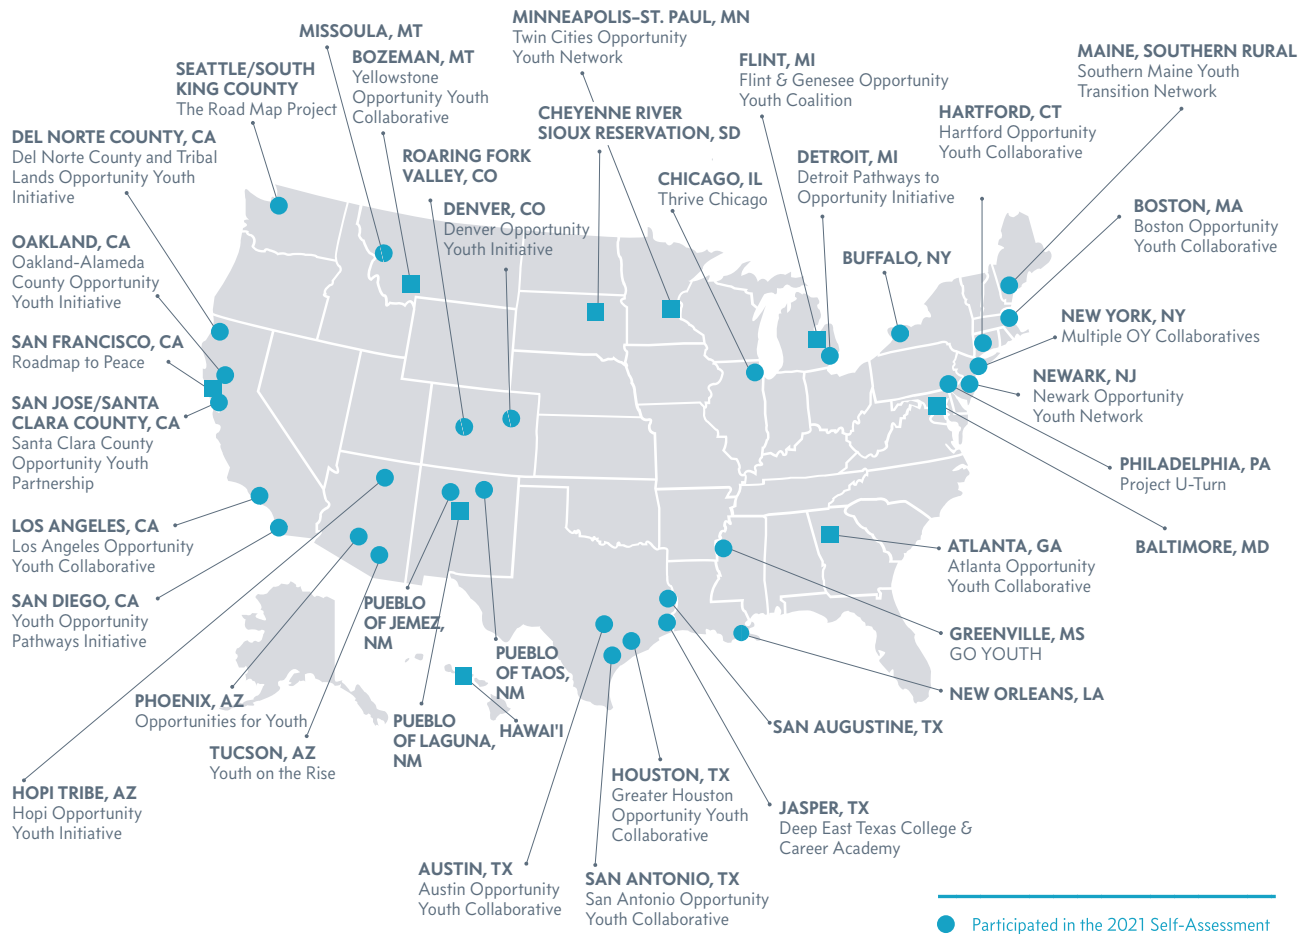 MISSOULA, MT
BOZEMAN, MT
Yellowstone
Opportunity Youth
Collaborative
MINNEAPOLIS–ST. PAUL, MN
Twin Cities Opportunity
Youth Network
FLINT, MI
Flint & Genesee Opportunity
Youth Coalition
MAINE, SOUTHERN RURAL
Southern Maine Youth
Transition Network
SEATTLE/SOUTH
KING COUNTY
The Road Map Project
CHEYENNE RIVER
SIOUX RESERVATION, SD
HARTFORD, CT
Hartford Opportunity
Youth Collaborative
DEL NORTE COUNTY, CA
Del Norte County and Tribal
Lands Opportunity Youth
Initiative
ROARING FORK
VALLEY, CO
DENVER, CO
Denver Opportunity
Youth Initiative
CHICAGO, IL
Thrive Chicago
DETROIT, MI
Detroit Pathways to
Opportunity Initiative
BOSTON, MA
Boston Opportunity
Youth Collaborative
OAKLAND, CA
Oakland-Alameda
County Opportunity
Youth Initiative
BUFFALO, NY
SAN FRANCISCO, CA
Roadmap to Peace
NEW YORK, NY
Multiple OY Collaboratives
SAN JOSE/SANTA
CLARA COUNTY, CA
Santa Clara County
Opportunity Youth
Partnership
NEWARK, NJ
Newark Opportunity
Youth Network
PHILADELPHIA, PA
Project U-Turn
LOS ANGELES, CA
Los Angeles Opportunity
Youth Collaborative
BALTIMORE, MD
ATLANTA, GA
Atlanta Opportunity
Youth Collaborative
SAN DIEGO, CA
Youth Opportunity
Pathways Initiative
PUEBLO
OF JEMEZ,
NM
GREENVILLE, MS
GO YOUTH
PUEBLO
OF TAOS,
NM
PHOENIX, AZ
Opportunities for Youth
NEW ORLEANS, LA
PUEBLO
OF LAGUNA,
NM
HAWAI'I
SAN AUGUSTINE, TX
TUCSON, AZ
Youth on the Rise
HOPI TRIBE, AZ
Hopi Opportunity
Youth Initiative
HOUSTON, TX
Greater Houston
Opportunity Youth
Collaborative
JASPER, TX
Deep East Texas College &
Career Academy
AUSTIN, TX
Austin Opportunity
Youth Collaborative
SAN ANTONIO, TX
San Antonio Opportunity
Youth Collaborative
Participated in the 2021 Self-Assessment